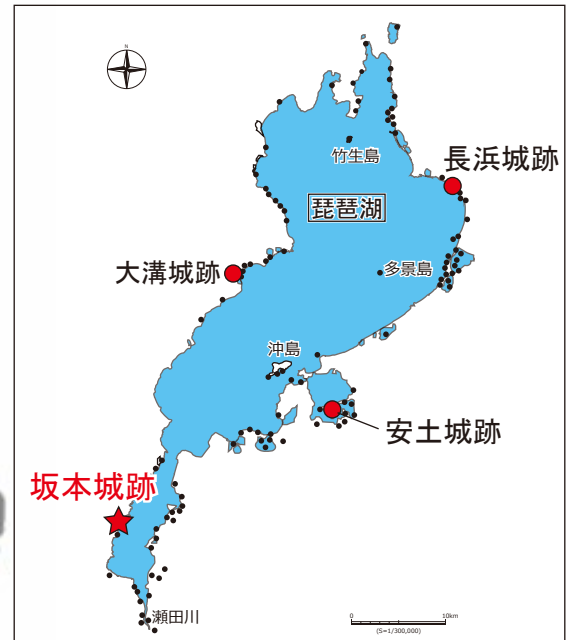 N
竹生島
長浜城跡
琵琶湖
大溝城跡
多景島
沖島
安土城跡
坂本城跡
瀬田川
0
10km
(S=1/300,000)